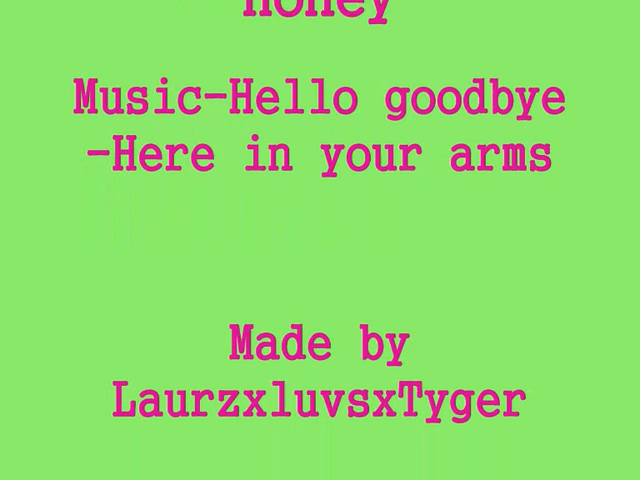 honey
Music-Hello goodbye
-Here in your arms
Made by
LaurzxluvsxTyger